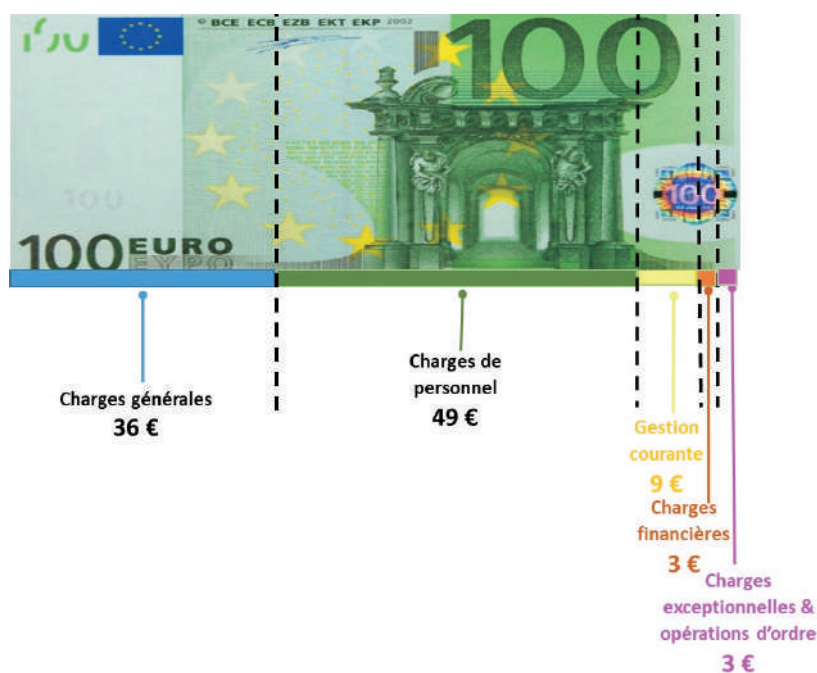 © BCE ECB EZB EKT EKP 2002
100
100
100
100 EURO
ΕΥΡΩ
Charges générales
36 €
Charges de
personnel
49 €
Gestion
courante
9 €
Charges
financières
3 €
Charges
exceptionnelles &
opérations d'ordre
3 €